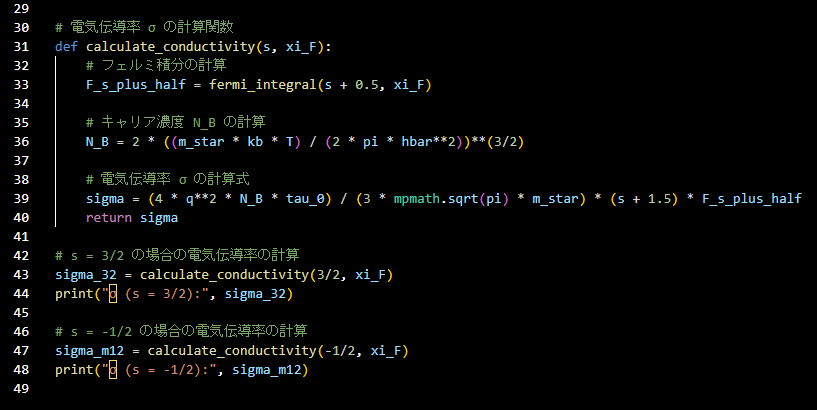 29
30 # 電気伝導率 σ の計算関数
31 def calculate_conductivity(s, xi_F):
32     # フェルミ積分の計算
33     F_s_plus_half = fermi_integral(s + 0.5, xi_F)
34
35     # キャリア濃度 N_B の計算
36     N_B = 2 * ((m_star * kb * T) / (2 * pi * hbar**2))**(3/2)
37
38     # 電気伝導率 σ の計算式
39     sigma = (4 * q**2 * N_B * tau_0) / (3 * mpmath.sqrt(pi) * m_star) * (s + 1.5) * F_s_plus_half
40     return sigma
41
42 # s = 3/2 の場合の電気伝導率の計算
43 sigma_32 = calculate_conductivity(3/2, xi_F)
44 print("σ (s = 3/2):", sigma_32)
45
46 # s = -1/2 の場合の電気伝導率の計算
47 sigma_m12 = calculate_conductivity(-1/2, xi_F)
48 print("σ (s = -1/2):", sigma_m12)
49